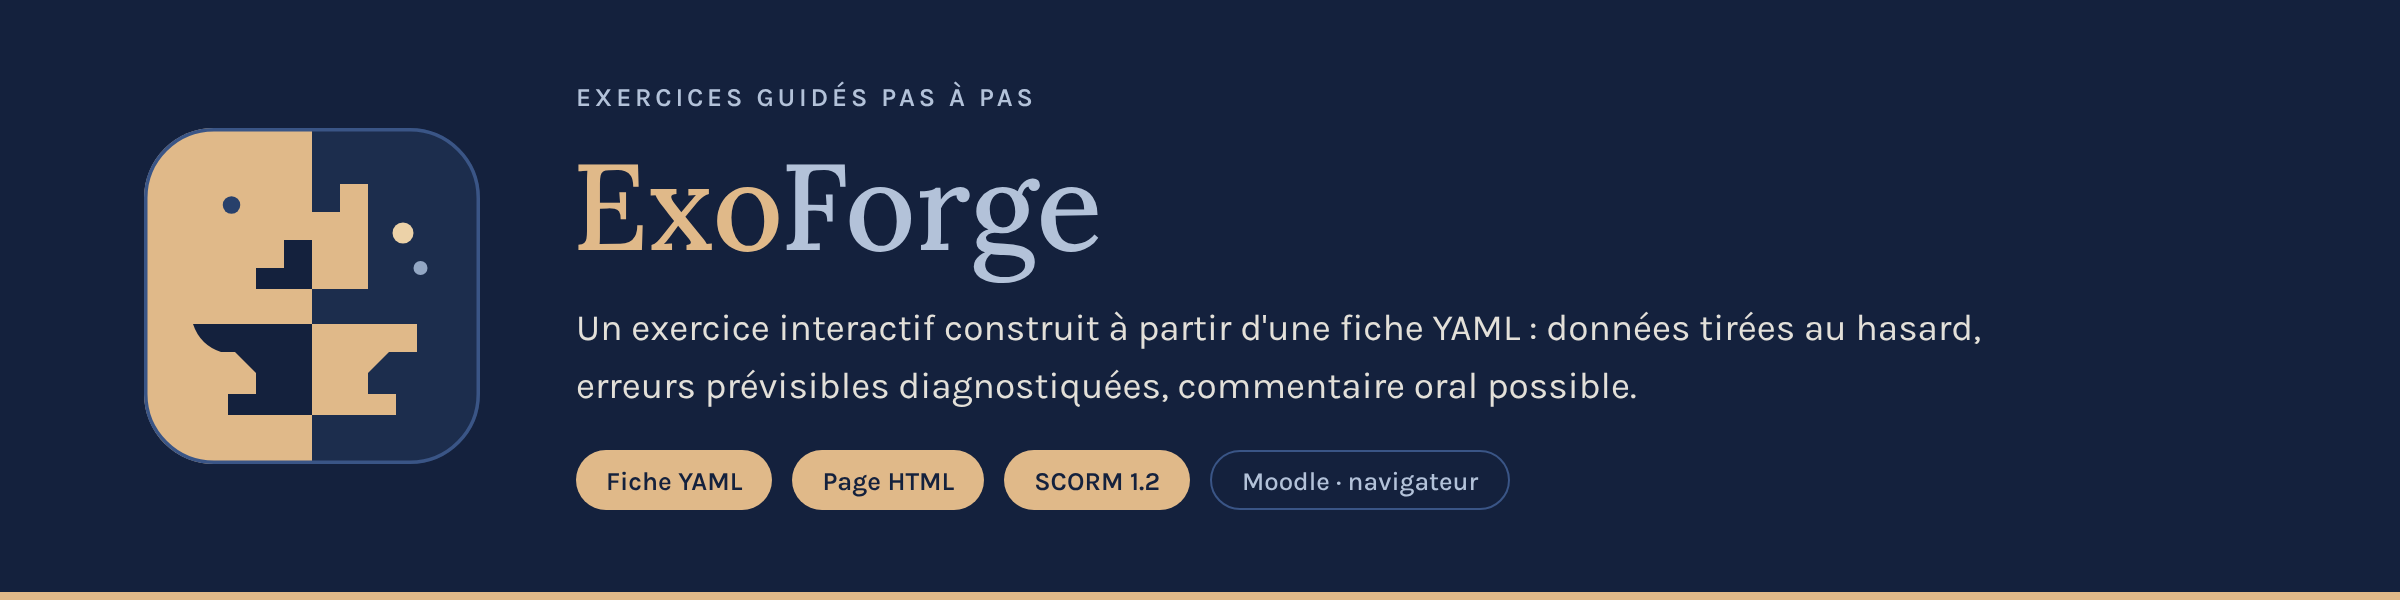 EXERCICES GUIDÉS PAS À PAS
ExoForge
Un exercice interactif construit à partir d'une fiche YAML : données tirées au hasard,
erreurs prévisibles diagnostiquées, commentaire oral possible.
Fiche YAML Page HTML SCORM 1.2 Moodle · navigateur